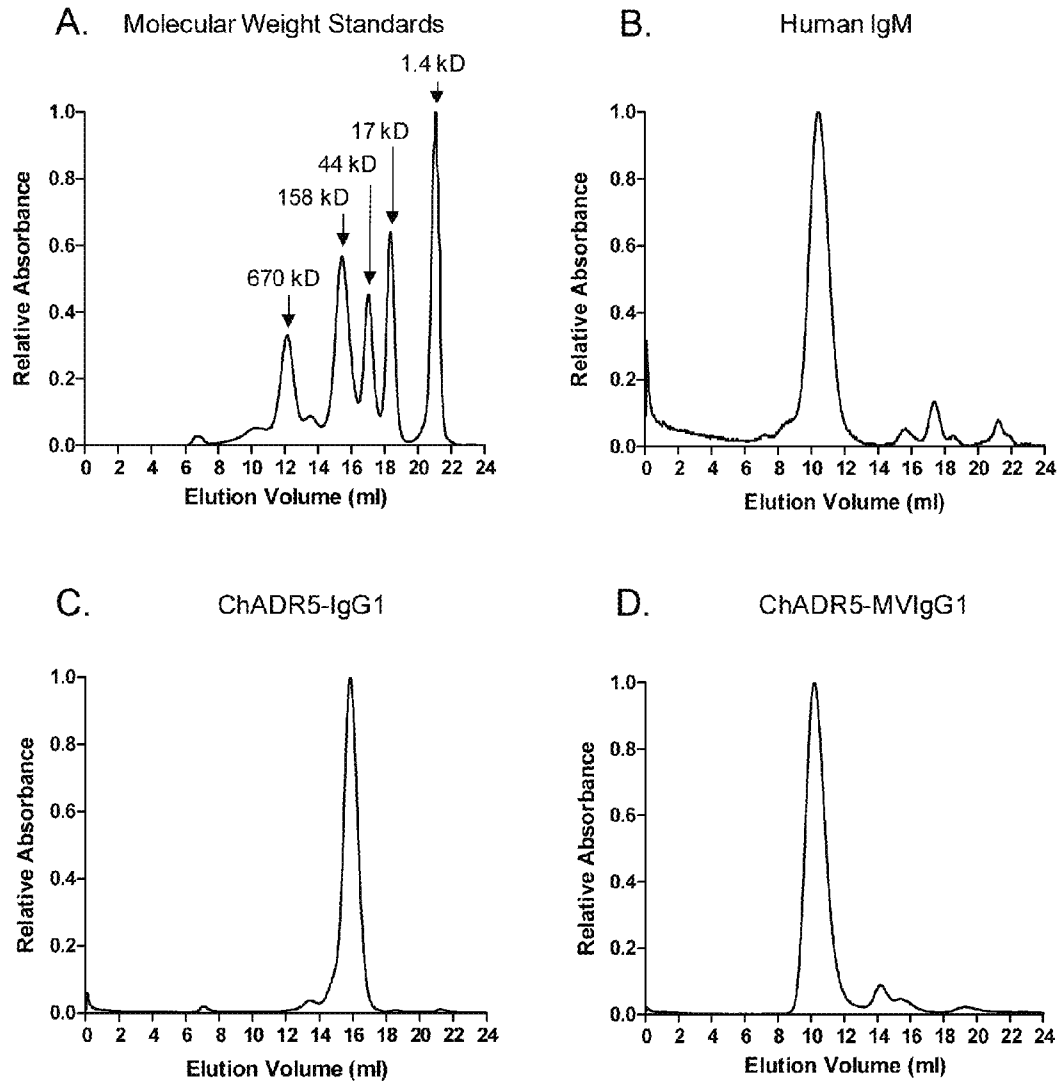 A. Molecular Weight Standards
1.4 kD
17 kD
44 kD
158 kD
670 kD
Relative Absorbance
1.0
0.8
0.6
0.4
0.2
0.0
0 2 4 6 8 10 12 14 16 18 20 22 24
Elution Volume (ml)
B. Human IgM
Relative Absorbance
1.0
0.8
0.6
0.4
0.2
0.0
0 2 4 6 8 10 12 14 16 18 20 22 24
Elution Volume (ml)
C. ChADR5-IgG1
Relative Absorbance
1.0
0.8
0.6
0.4
0.2
0.0
0 2 4 6 8 10 12 14 16 18 20 22 24
Elution Volume (ml)
D. ChADR5-MVIgG1
Relative Absorbance
1.0
0.8
0.6
0.4
0.2
0.0
0 2 4 6 8 10 12 14 16 18 20 22 24
Elution Volume (ml)